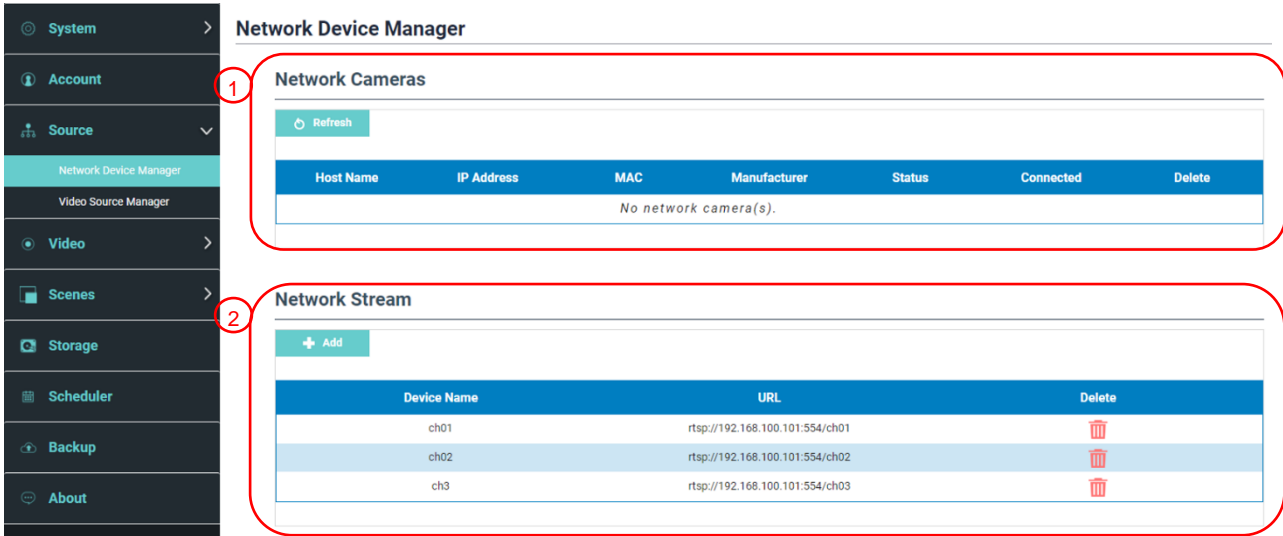 System
Account
Source
Network Device Manager
Video Source Manager
Video
Scenes
Storage
Scheduler
Backup
About
Network Device Manager
1
Network Cameras
Refresh
Host Name IP Address MAC Manufacturer Status Connected Delete
No network camera(s).
2
Network Stream
Add
Device Name URL Delete
ch01 rtsp://192.168.100.101:554/ch01
ch02 rtsp://192.168.100.101:554/ch02
ch3 rtsp://192.168.100.101:554/ch03